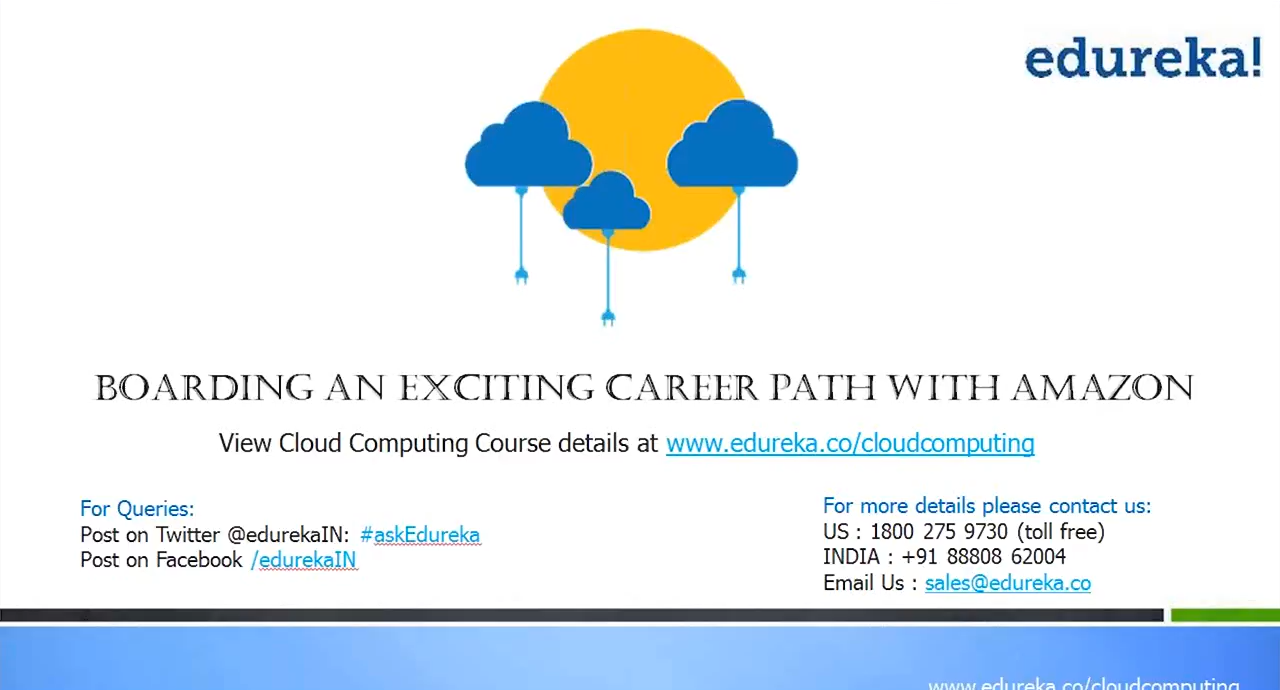 edureka!
BOARDING AN EXCITING CAREER PATH WITH AMAZON
View Cloud Computing Course details at www.edureka.co/cloudcomputing
For Queries:
Post on Twitter @edurekaIN: #askEdureka
Post on Facebook /edurekaIN
For more details please contact us:
US : 1800 275 9730 (toll free)
INDIA : +91 88808 62004
Email Us : sales@edureka.co
www.edureka.co/cloudcomputing